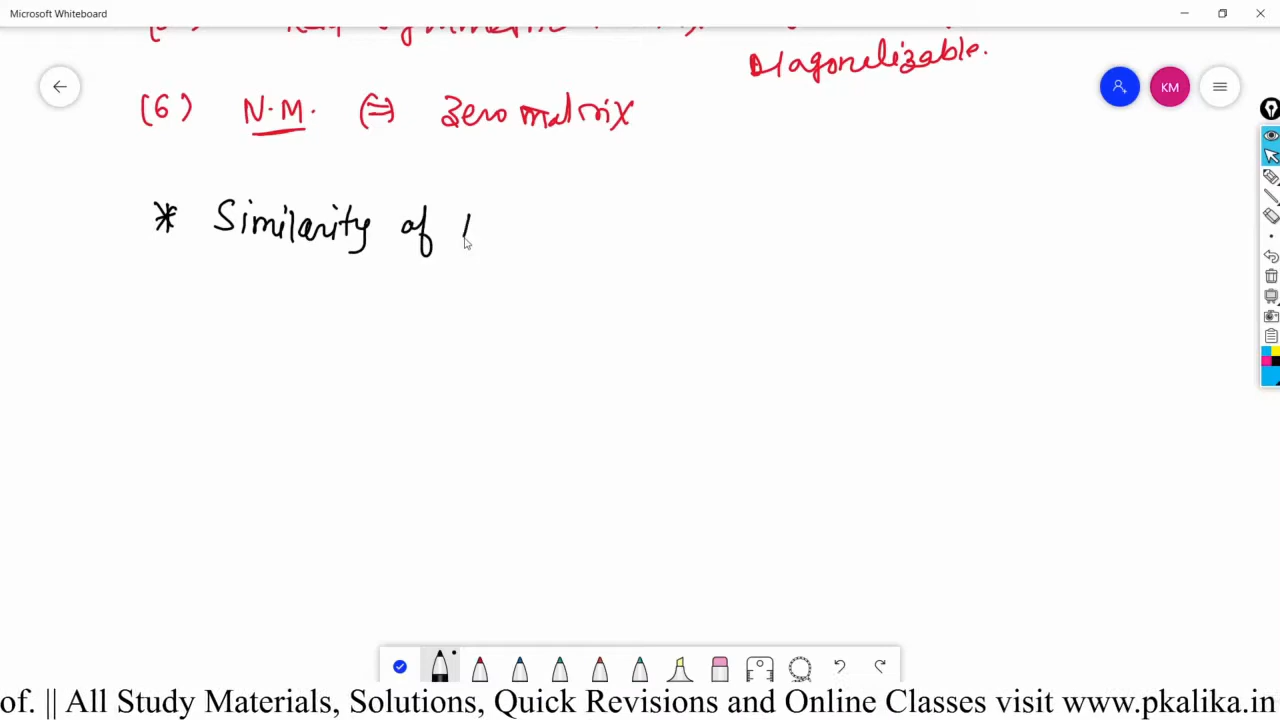 Microsoft Whiteboard
Diagonalizable.
(6) N.M. ⇔ Zero matrix
KM
* Similarity of
of. || All Study Materials, Solutions, Quick Revisions and Online Classes visit www.pkalika.in